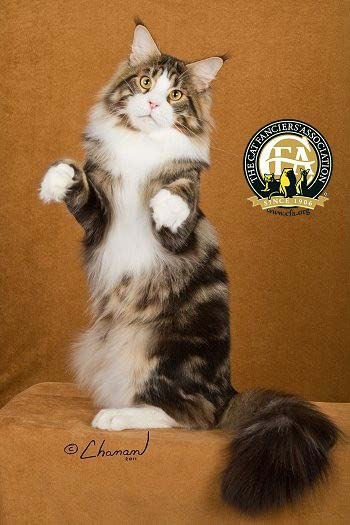 THE CAT FANCIERS' ASSOCIATION
CFA
SINCE 1906
www.cfa.org
© Chanan
2011